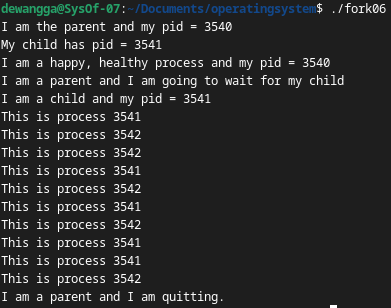 dewangga@SysOf-07:~/Documents/operatingsystem$ ./fork06
I am the parent and my pid = 3540
My child has pid = 3541
I am a happy, healthy process and my pid = 3540
I am a parent and I am going to wait for my child
I am a child and my pid = 3541
This is process 3541
This is process 3542
This is process 3542
This is process 3541
This is process 3542
This is process 3541
This is process 3542
This is process 3541
This is process 3541
This is process 3542
I am a parent and I am quitting.